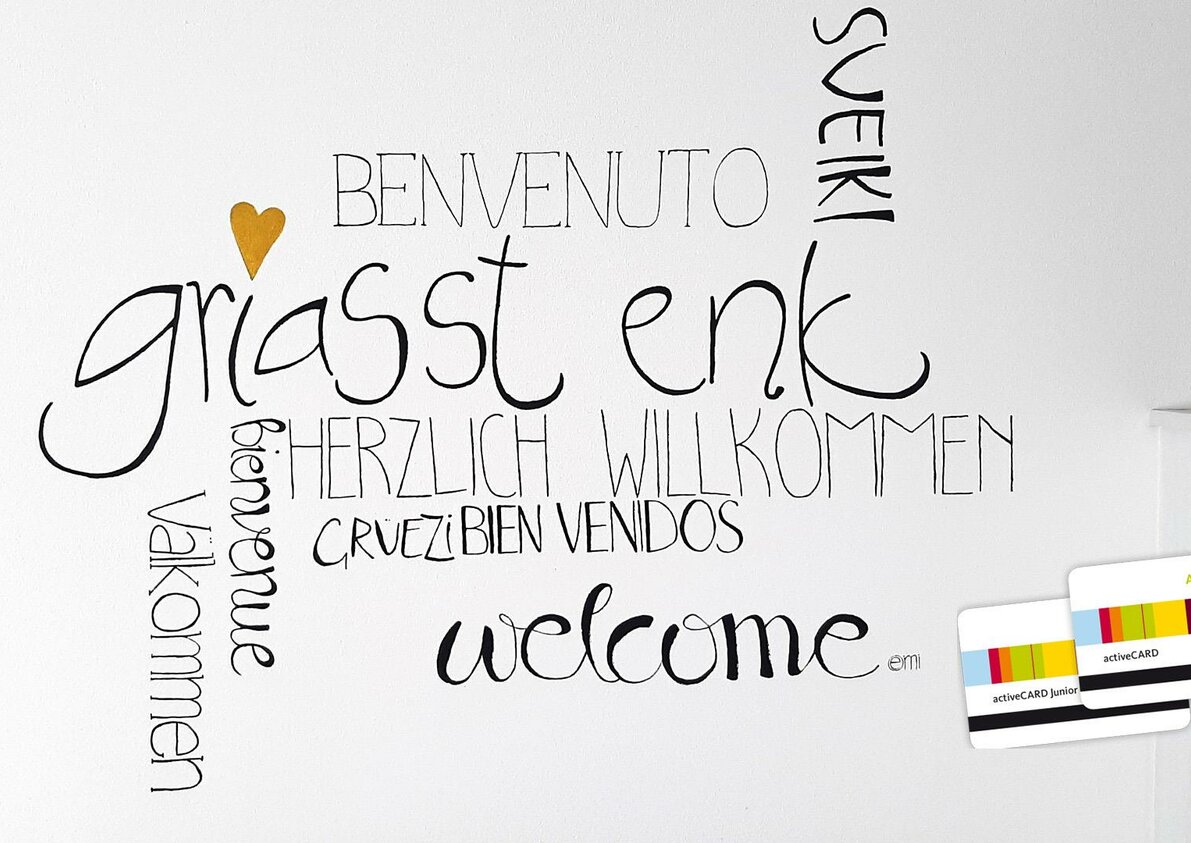 SVEIKI
BENVENUTO
griasst enk
HERZLICH WILLKOMMEN
bienvenue
GRÜEZi BIEN VENIDOS
välkommen
welcome
emi
activeCARD
activeCARD Junior